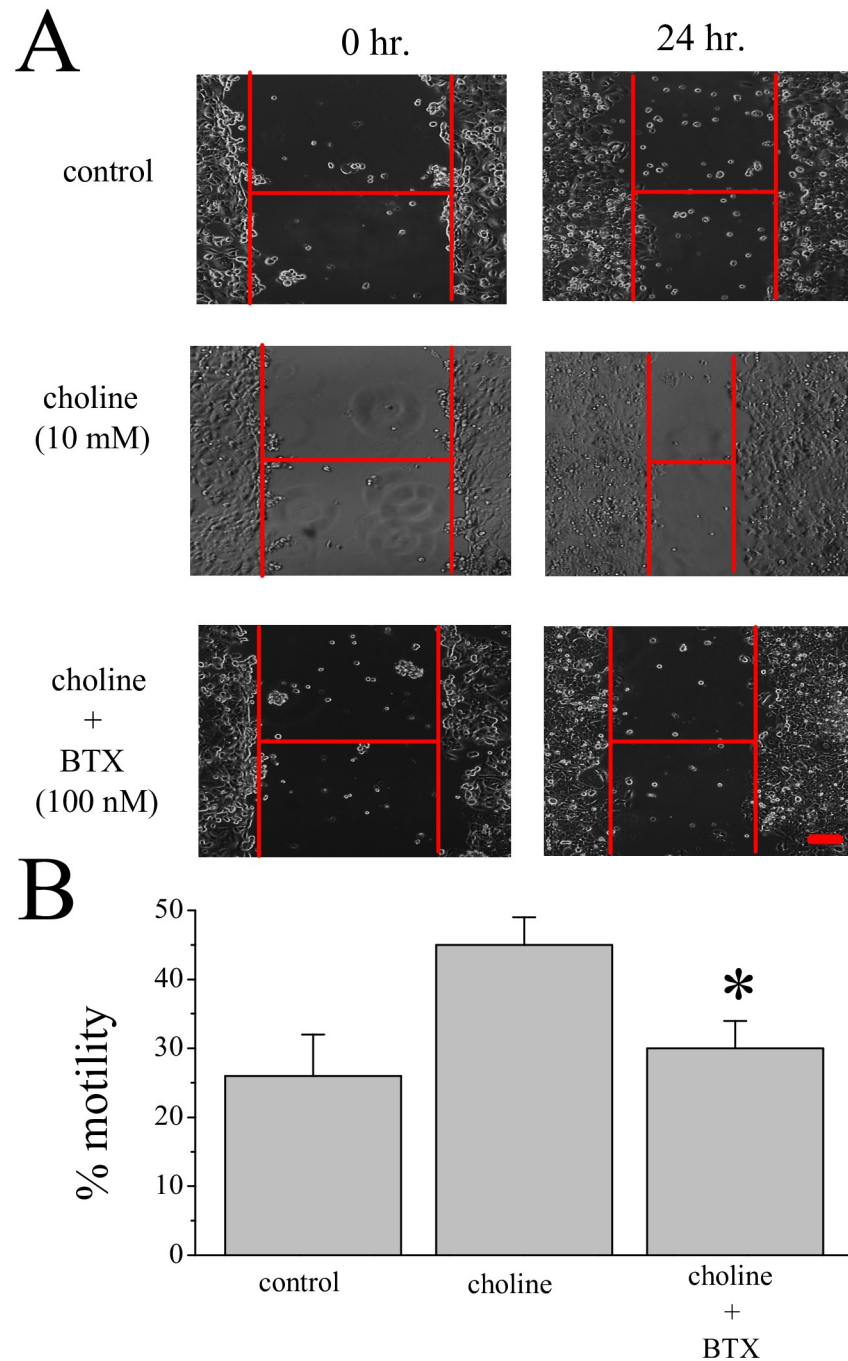 A
0 hr.
24 hr.
control
choline
(10 mM)
choline
+
BTX
(100 nM)
B
% motility
50
40
30
20
10
0
*
control
choline
choline
+
BTX